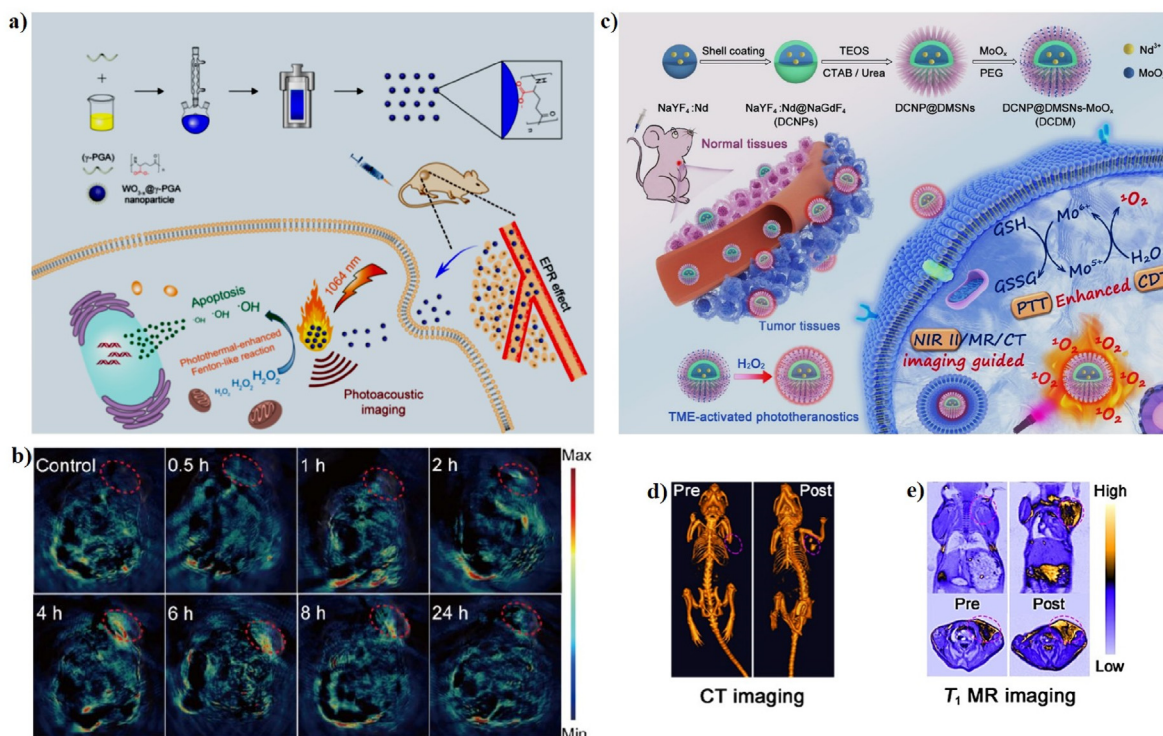 a)
+
(γ-PGA)
WO₃₋ₓ@γ-PGA
nanoparticle
EPR effect
1064 nm
Apoptosis
·OH ·OH ·OH
Photothermal-enhanced
Fenton-like reaction
H₂O₂ H₂O₂ H₂O₂
Photoacoustic
imaging
b)
Control
0.5 h
1 h
2 h
4 h
6 h
8 h
24 h
Max
Min
c)
Shell coating
TEOS
CTAB / Urea
MoOₓ
PEG
Nd³⁺
MoO
NaYF₄:Nd
NaYF₄:Nd@NaGdF₄
(DCNPs)
DCNP@DMSNs
DCNP@DMSNs-MoOₓ
(DCDM)
Normal tissues
Tumor tissues
H₂O₂
TME-activated phototheranostics
GSH
Mo⁶⁺
¹O₂
GSSG
Mo⁵⁺
H₂O
PTT Enhanced CDT
NIR II/MR/CT
imaging guided
¹O₂ ¹O₂
¹O₂
¹O₂
¹O₂
d)
Pre
Post
CT imaging
e)
High
Pre
Post
Low
T₁ MR imaging